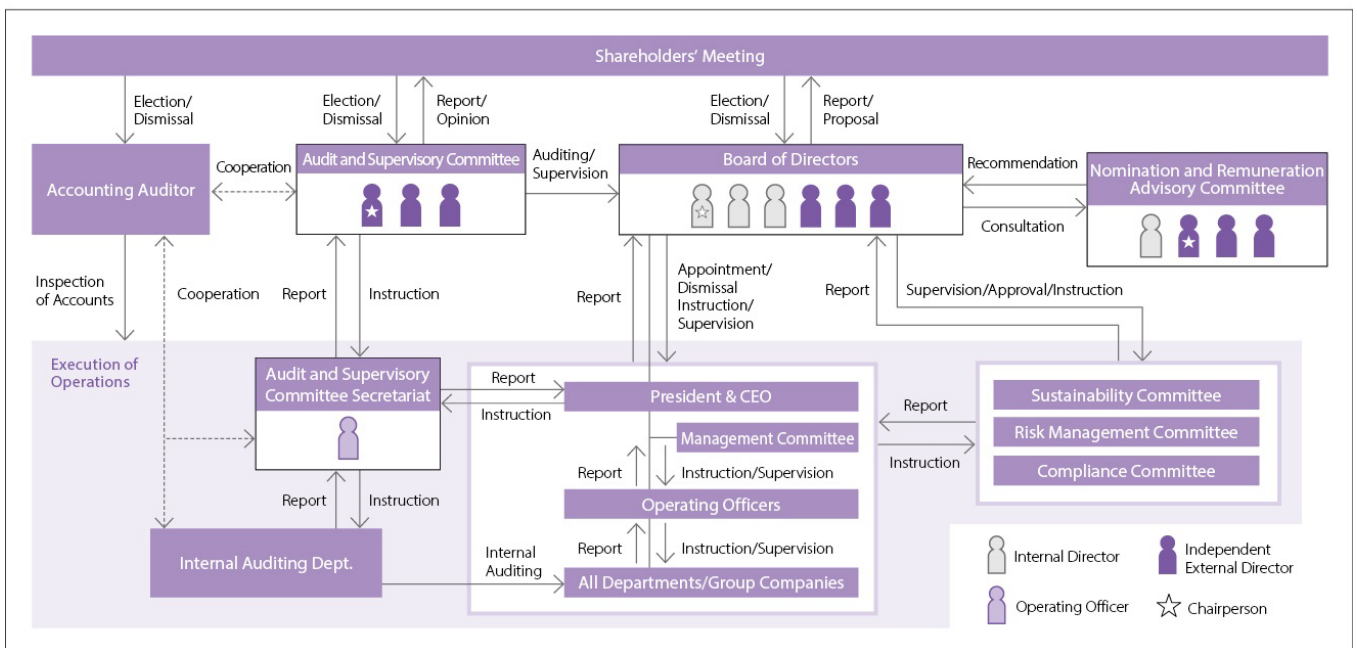 Shareholders' Meeting
Election/
Dismissal
Election/
Dismissal
Report/
Opinion
Election/
Dismissal
Report/
Proposal
Accounting Auditor
Cooperation
Audit and Supervisory Committee
Auditing/
Supervision
Board of Directors
Recommendation
Consultation
Nomination and Remuneration
Advisory Committee
Inspection
of Accounts
Cooperation
Report
Instruction
Report
Appointment/
Dismissal
Instruction/
Supervision
Report
Supervision/Approval/Instruction
Execution of
Operations
Audit and Supervisory
Committee Secretariat
Report
Instruction
President & CEO
Management Committee
Report
Instruction/Supervision
Operating Officers
Report
Instruction/Supervision
All Departments/Group Companies
Report
Instruction
Sustainability Committee
Risk Management Committee
Compliance Committee
Report
Instruction
Internal Auditing Dept.
Internal
Auditing
Internal Director
Independent
External Director
Operating Officer
Chairperson